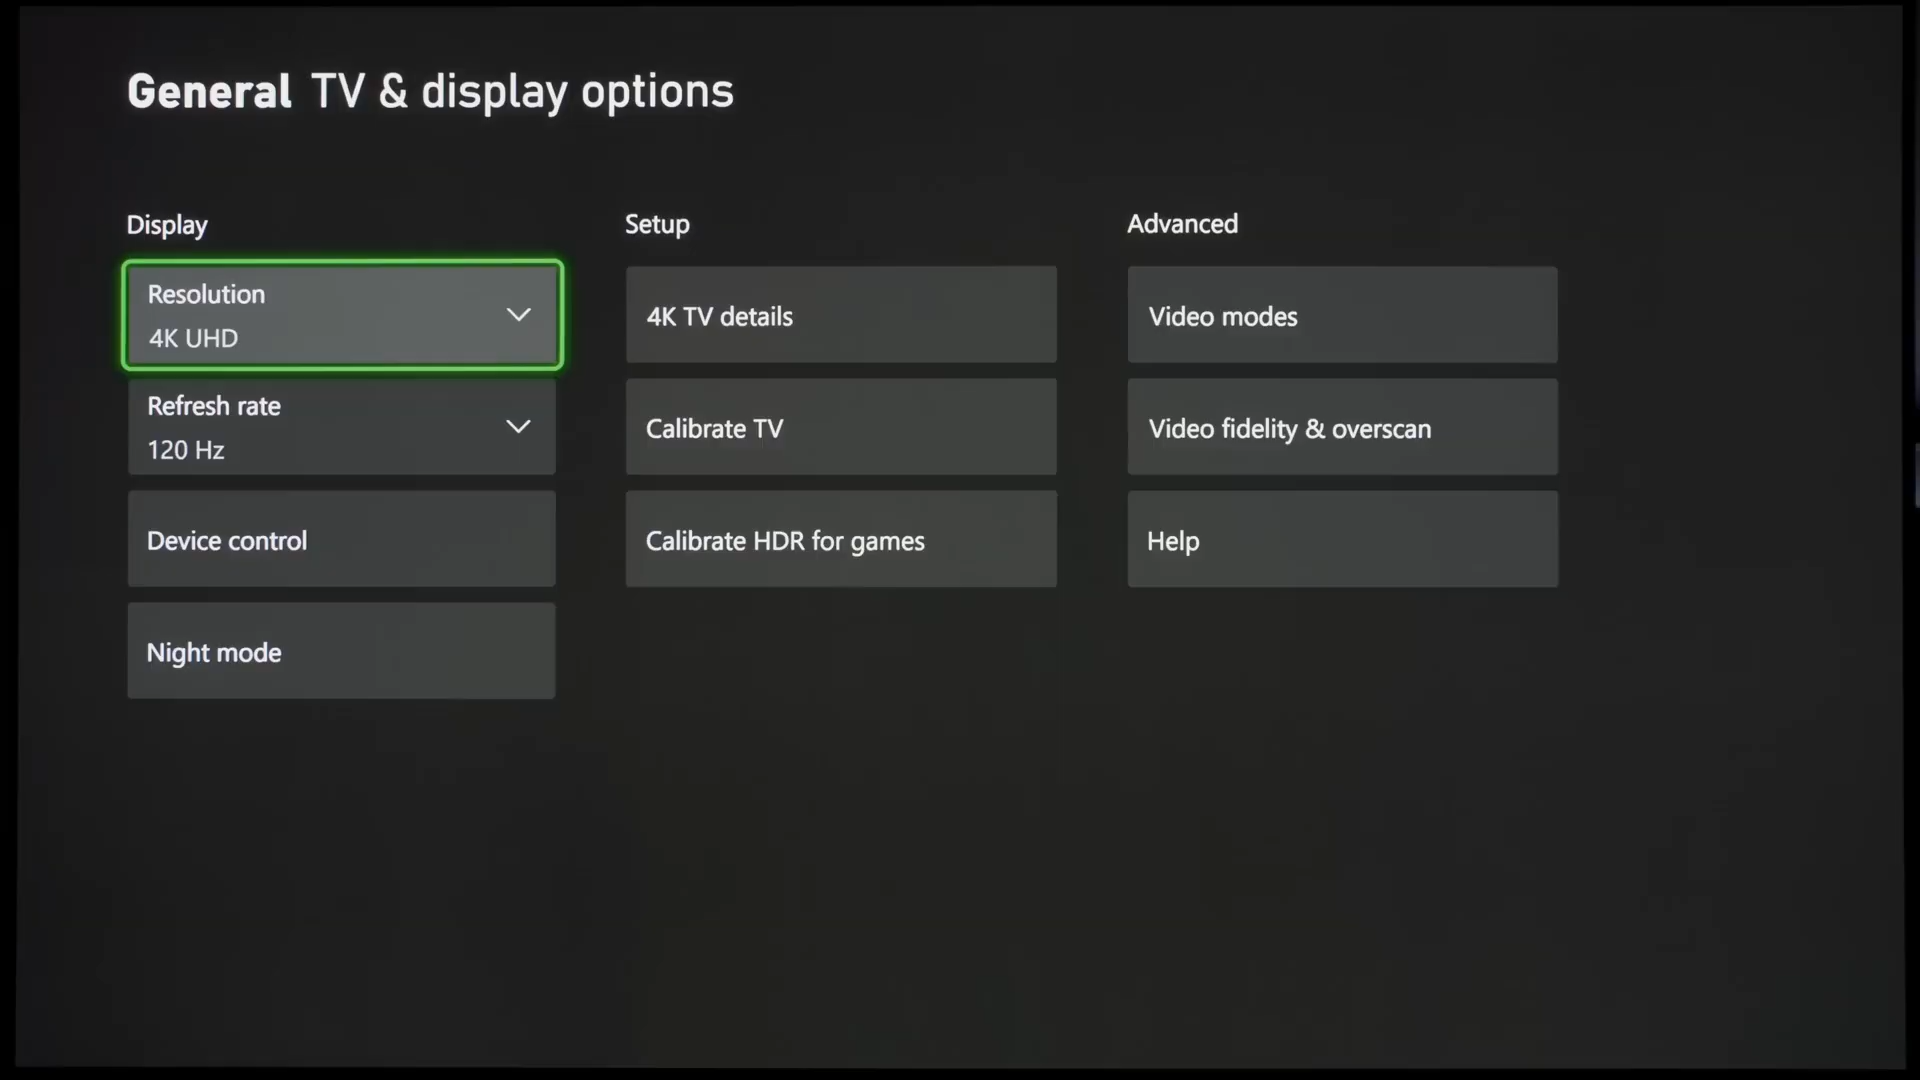 General TV & display options
Display
Resolution
4K UHD
Refresh rate
120 Hz
Device control
Night mode
Setup
4K TV details
Calibrate TV
Calibrate HDR for games
Advanced
Video modes
Video fidelity & overscan
Help